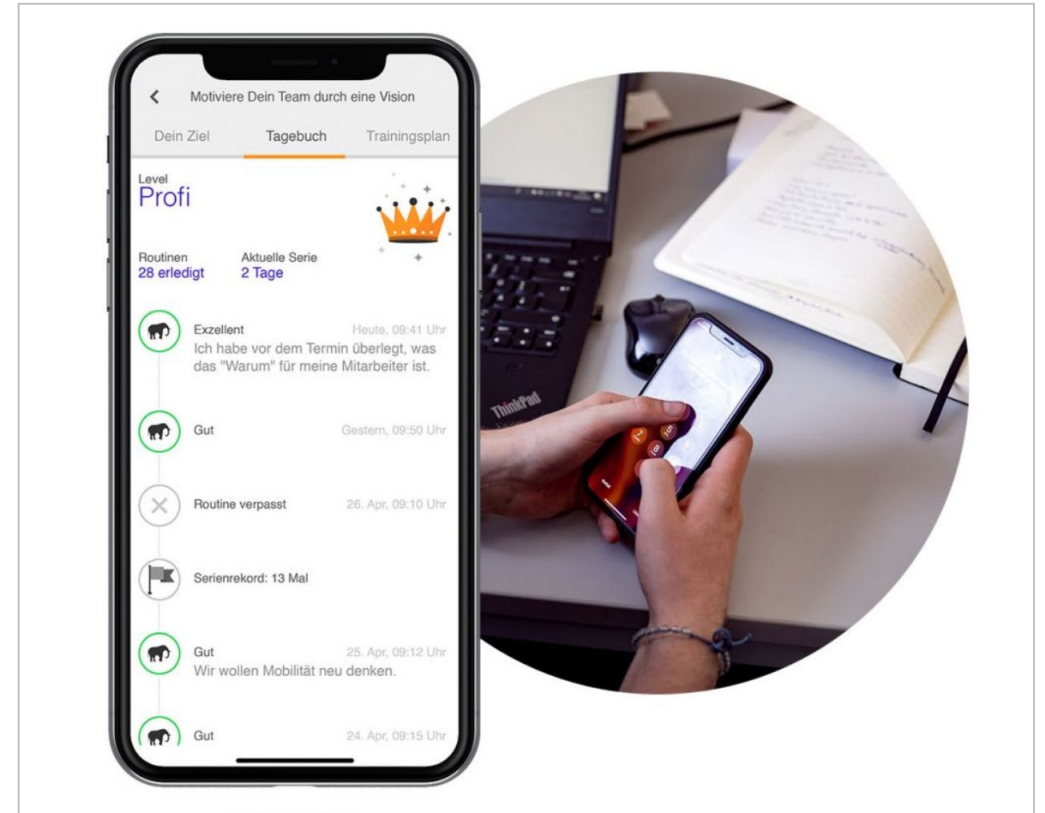 Motiviere Dein Team durch eine Vision
Dein Ziel
Tagebuch
Trainingsplan
Level
Profi
Routinen
28 erledigt
Aktuelle Serie
2 Tage
Exzellent
Heute, 09:41 Uhr
Ich habe vor dem Termin überlegt, was
das "Warum" für meine Mitarbeiter ist.
Gut
Gestern, 09:50 Uhr
Routine verpasst
26. Apr, 09:10 Uhr
Serienrekord: 13 Mal
Gut
25. Apr, 09:12 Uhr
Wir wollen Mobilität neu denken.
Gut
24. Apr, 09:15 Uhr
ThinkPad